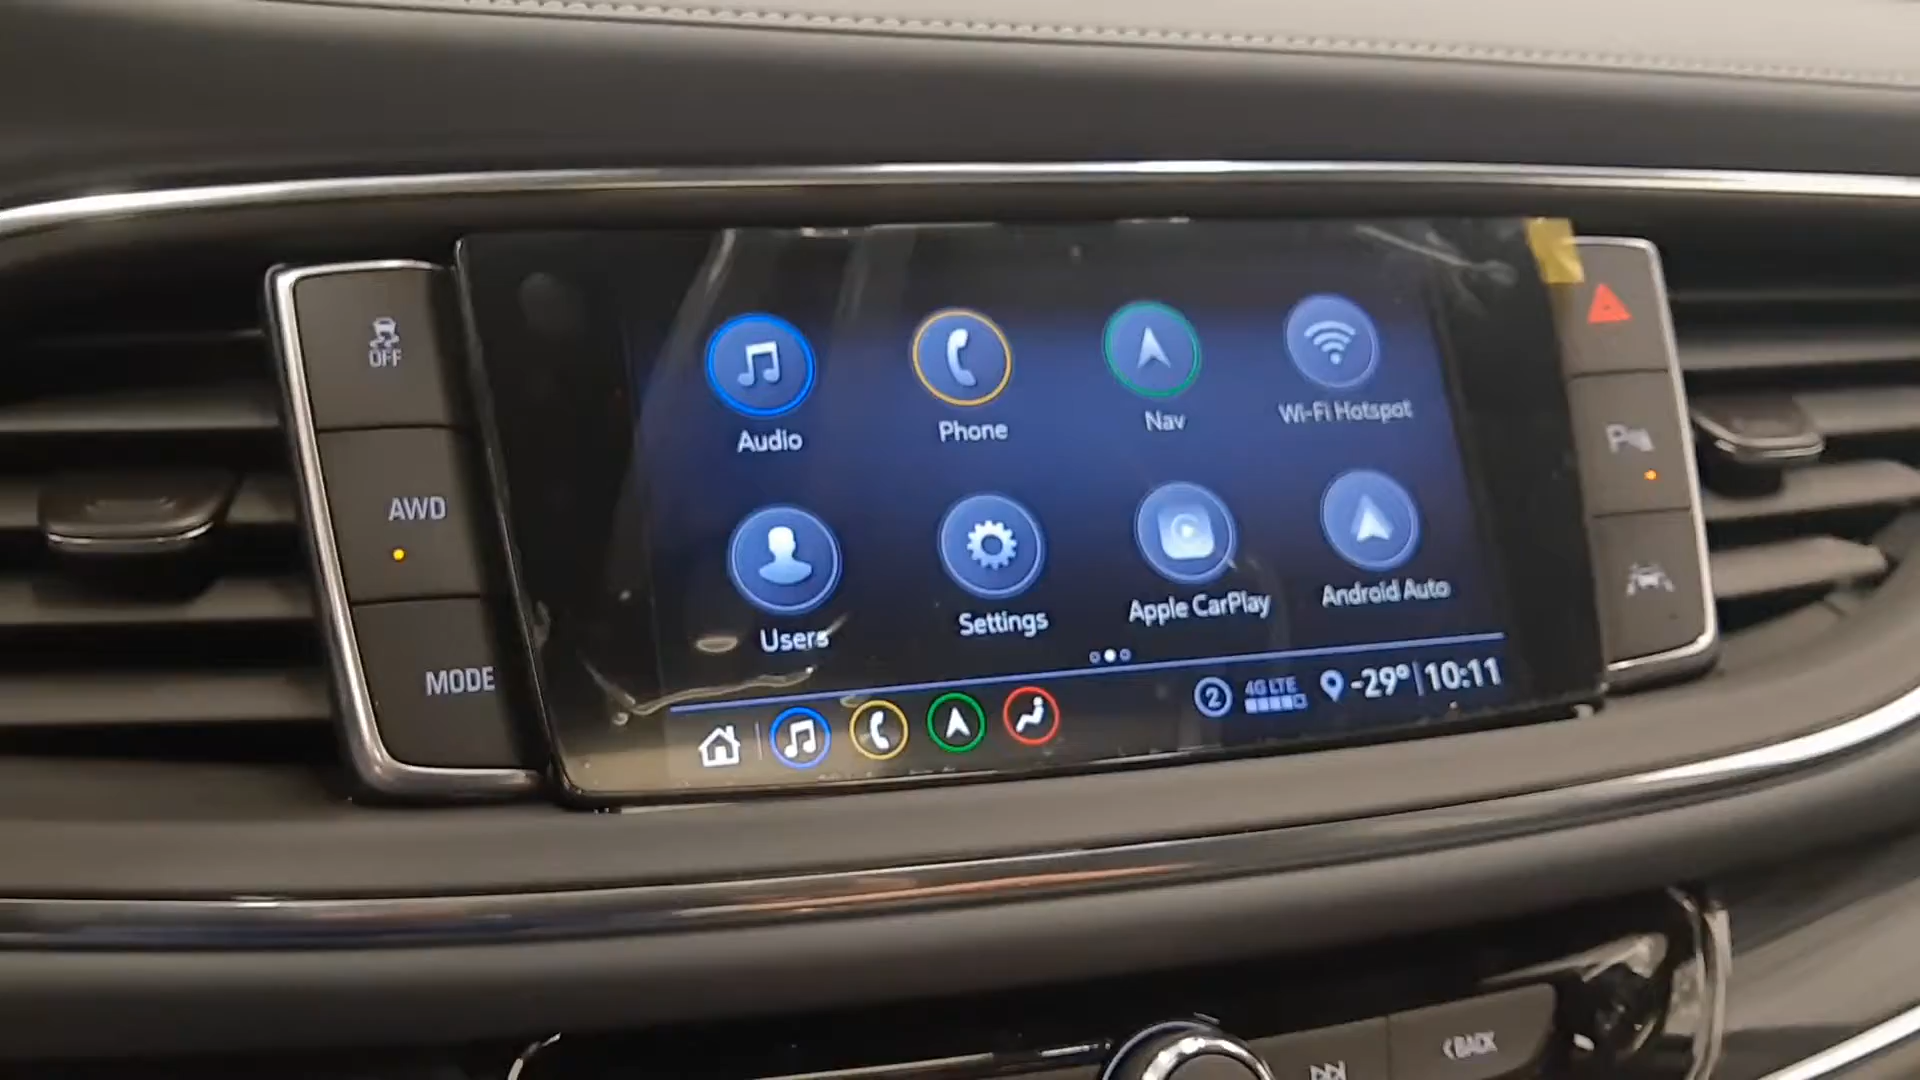 OFF
AWD
MODE
Audio
Phone
Nav
Wi-Fi Hotspot
Users
Settings
Apple CarPlay
Android Auto
2
4G LTE
-29° 10:11
P
BACK